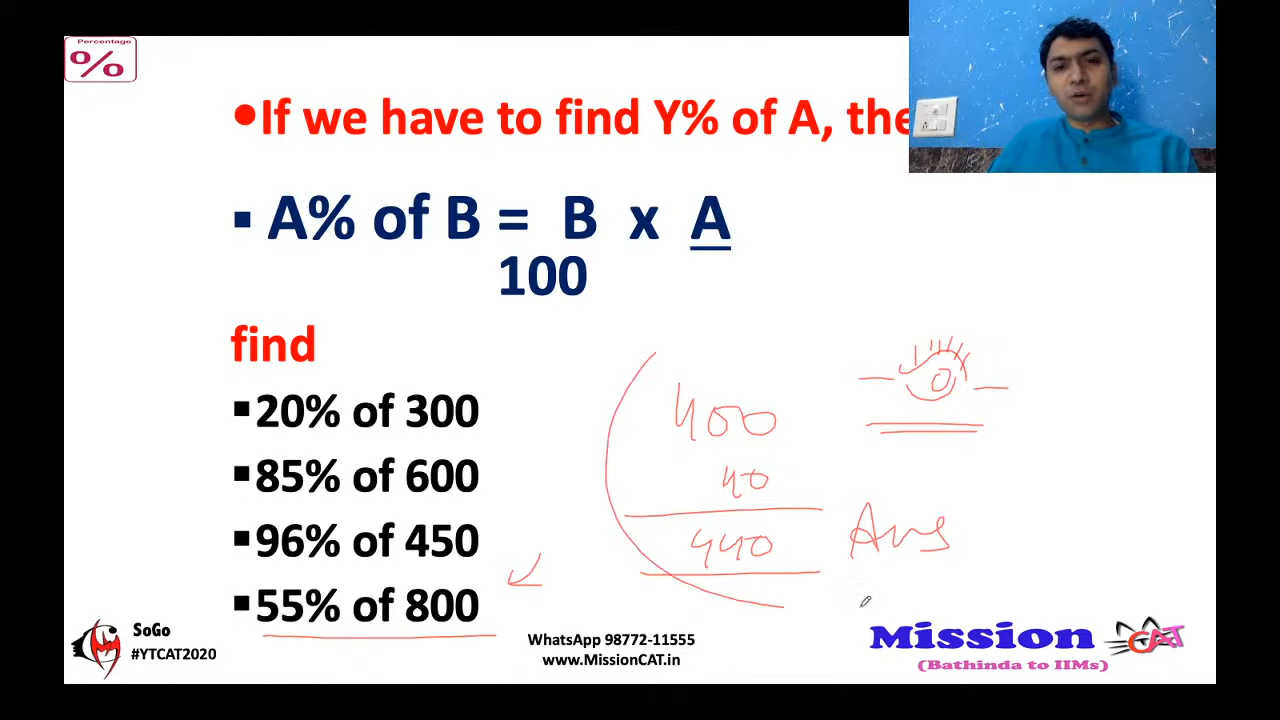 Percentage
%
•If we have to find Y% of A, the
▪ A% of B = B x A
100
find
▪20% of 300
▪85% of 600
▪96% of 450
▪55% of 800
400
40
440
Ans
SoGo
#YTCAT2020
WhatsApp 98772-11555
www.MissionCAT.in
Mission CAT
(Bathinda to IIMs)